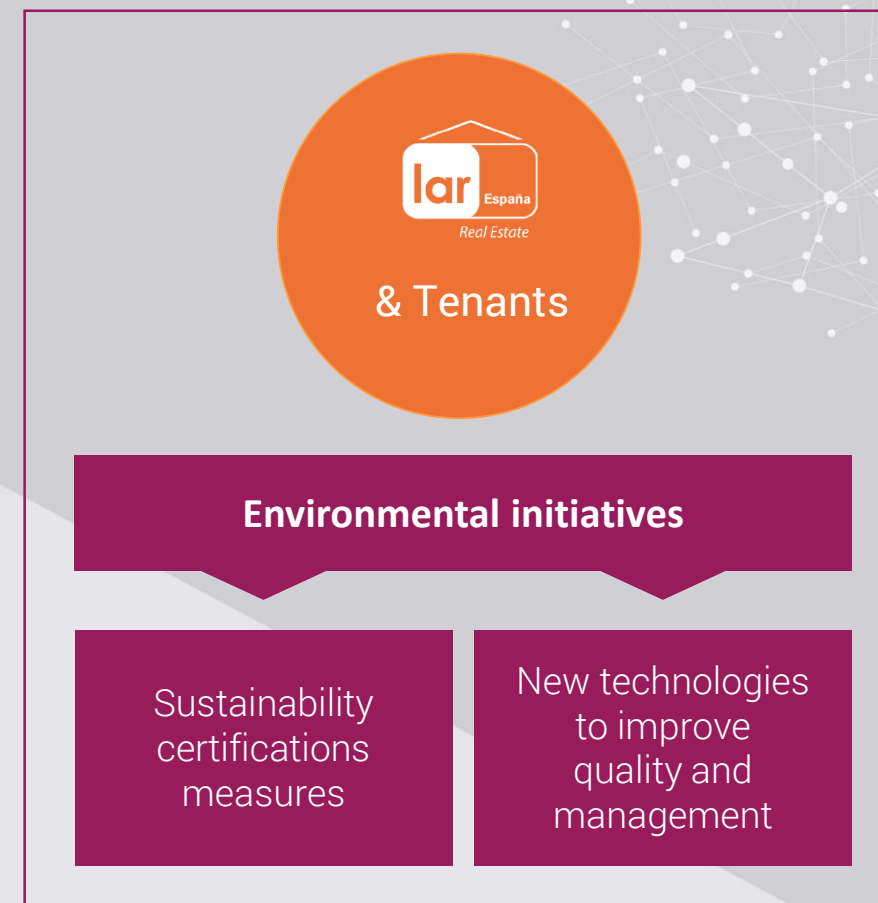 lar
España
Real Estate
& Tenants
Environmental initiatives
Sustainability
certifications
measures
New technologies
to improve
quality and
management